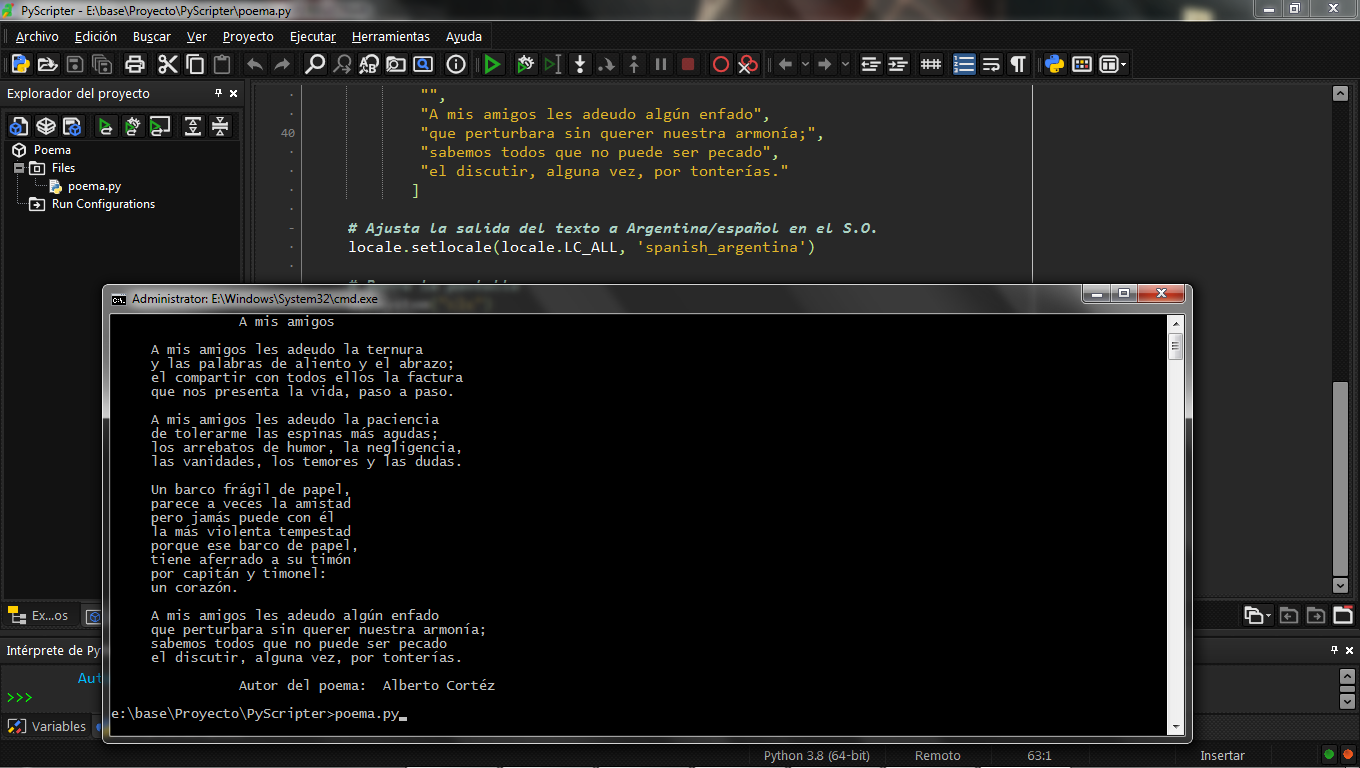 PyScripter - E:\base\Proyecto\PyScripter\poema.py
Archivo Edición Buscar Ver Proyecto Ejecutar Herramientas Ayuda
Explorador del proyecto
Poema
Files
poema.py
Run Configurations
"",
"A mis amigos les adeudo algún enfado",
40 "que perturbara sin querer nuestra armonía;",
"sabemos todos que no puede ser pecado",
"el discutir, alguna vez, por tonterías."
]
# Ajusta la salida del texto a Argentina/español en el S.O.
locale.setlocale(locale.LC_ALL, 'spanish_argentina')
Administrator: E:\Windows\System32\cmd.exe
A mis amigos
A mis amigos les adeudo la ternura
y las palabras de aliento y el abrazo;
el compartir con todos ellos la factura
que nos presenta la vida, paso a paso.
A mis amigos les adeudo la paciencia
de tolerarme las espinas más agudas;
los arrebatos de humor, la negligencia,
las vanidades, los temores y las dudas.
Un barco frágil de papel,
parece a veces la amistad
pero jamás puede con él
la más violenta tempestad
porque ese barco de papel,
tiene aferrado a su timón
por capitán y timonel:
un corazón.
A mis amigos les adeudo algún enfado
que perturbara sin querer nuestra armonía;
sabemos todos que no puede ser pecado
el discutir, alguna vez, por tonterías.
Autor del poema: Alberto Cortéz
e:\base\Proyecto\PyScripter>poema.py
Ex...os
Intérprete de Py
Aut
>>>
Variables
Python 3.8 (64-bit) Remoto 63:1 Insertar